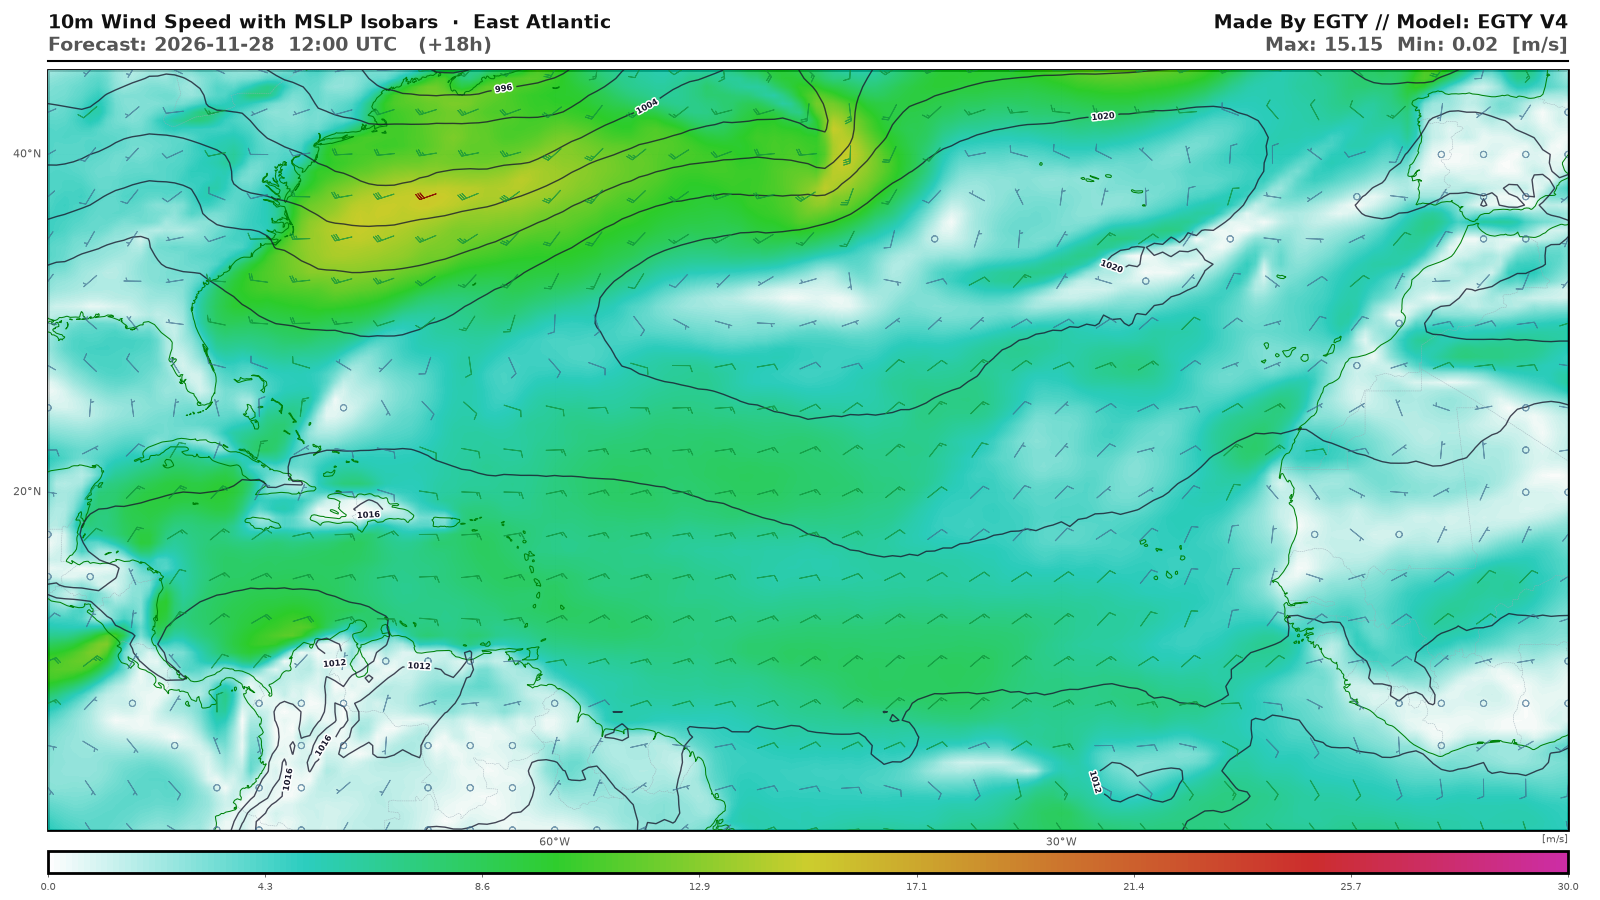 10m Wind Speed with MSLP Isobars · East Atlantic
Made By EGTY // Model: EGTY V4
Forecast: 2026-11-28 12:00 UTC (+18h)
Max: 15.15 Min: 0.02 [m/s]
996
1004
1020
40°N
1020
20°N
1016
1012
1012
1016
1016
1012
60°W
30°W
[m/s]
0.0
4.3
8.6
12.9
17.1
21.4
25.7
30.0